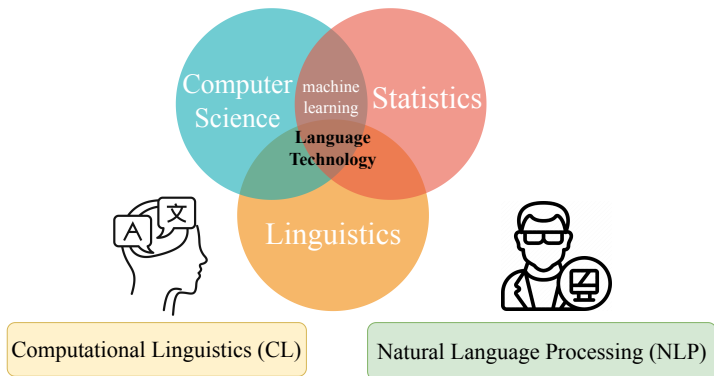 Computer
Science
machine
learning
Statistics
Language
Technology
Linguistics
A
文
Computational Linguistics (CL)
Natural Language Processing (NLP)